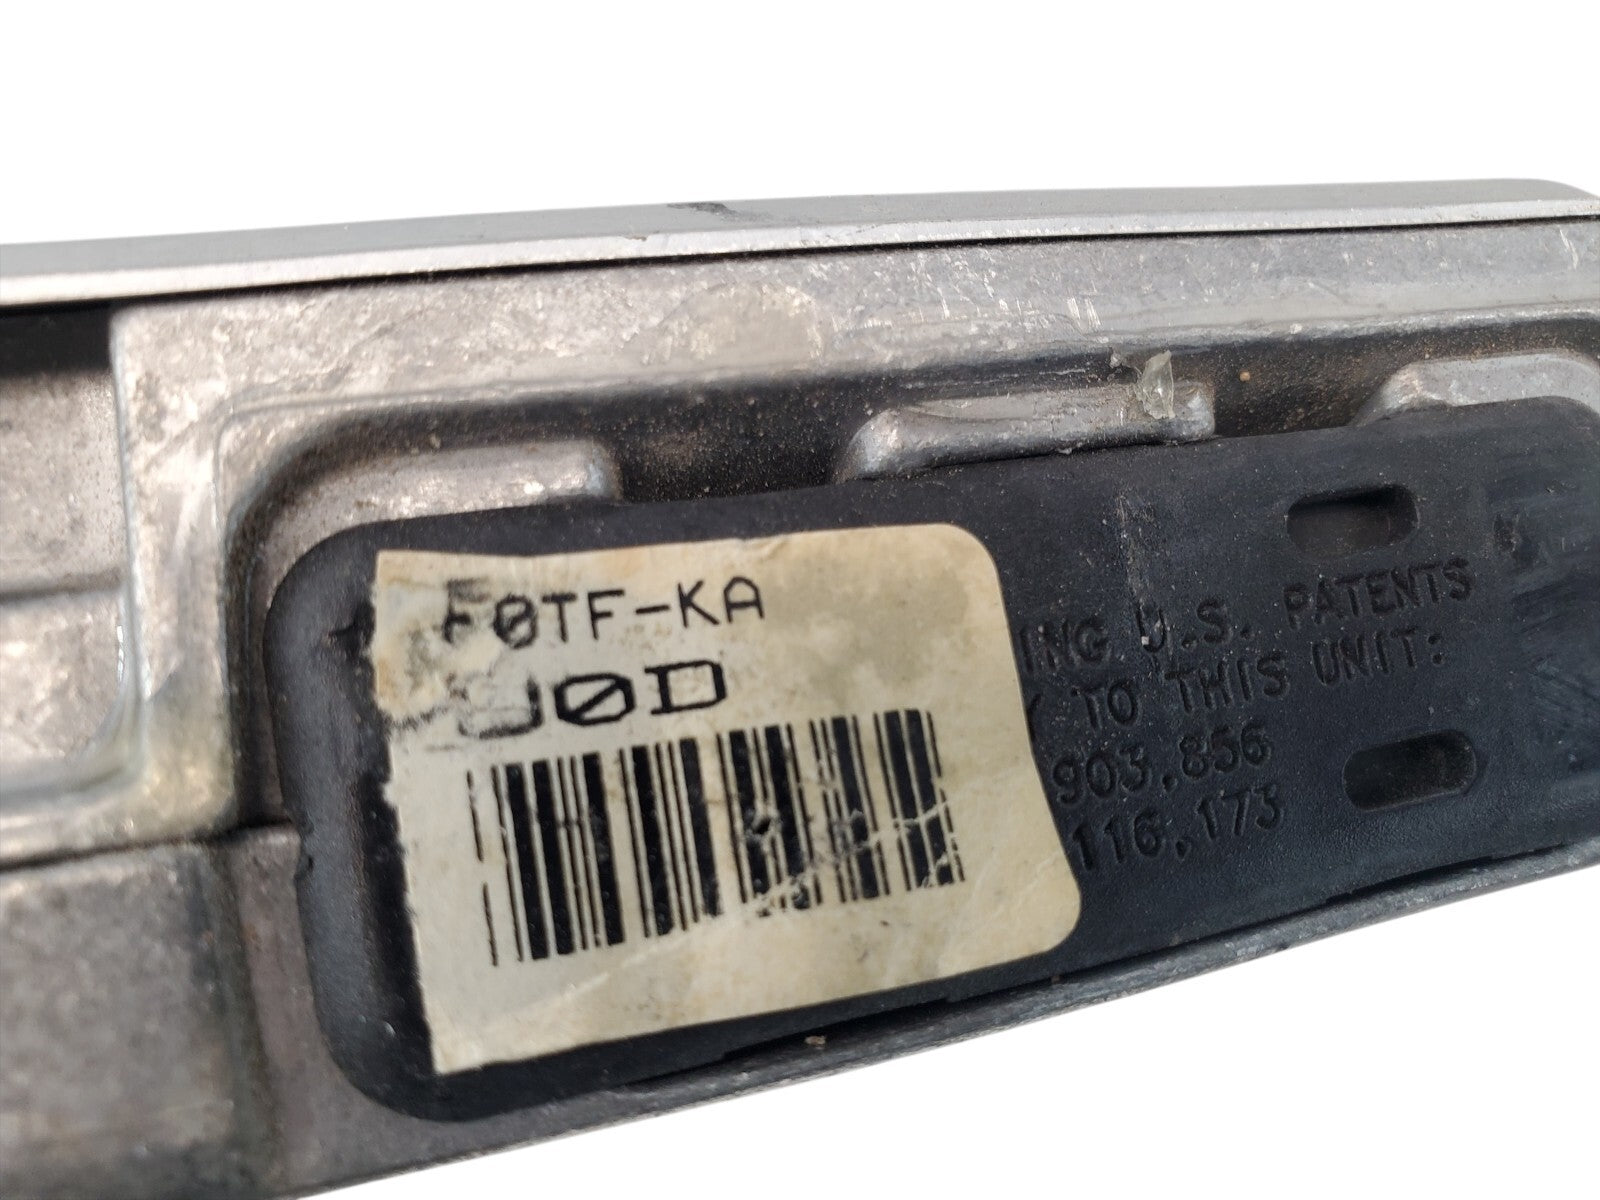 F0TF-KA
J0D
ING U.S. PATENTS
TO THIS UNIT:
903,856
116,173